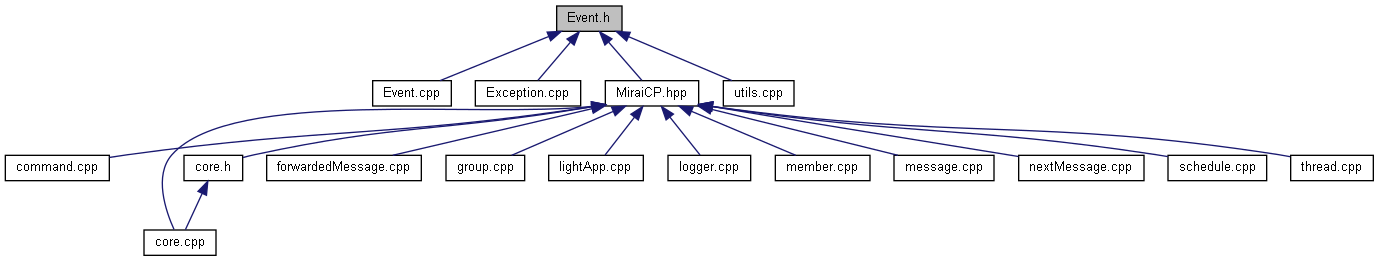 Event.h
Event.cpp
Exception.cpp
MiraiCP.hpp
utils.cpp
command.cpp
core.h
forwardedMessage.cpp
group.cpp
lightApp.cpp
logger.cpp
member.cpp
message.cpp
nextMessage.cpp
schedule.cpp
thread.cpp
core.cpp